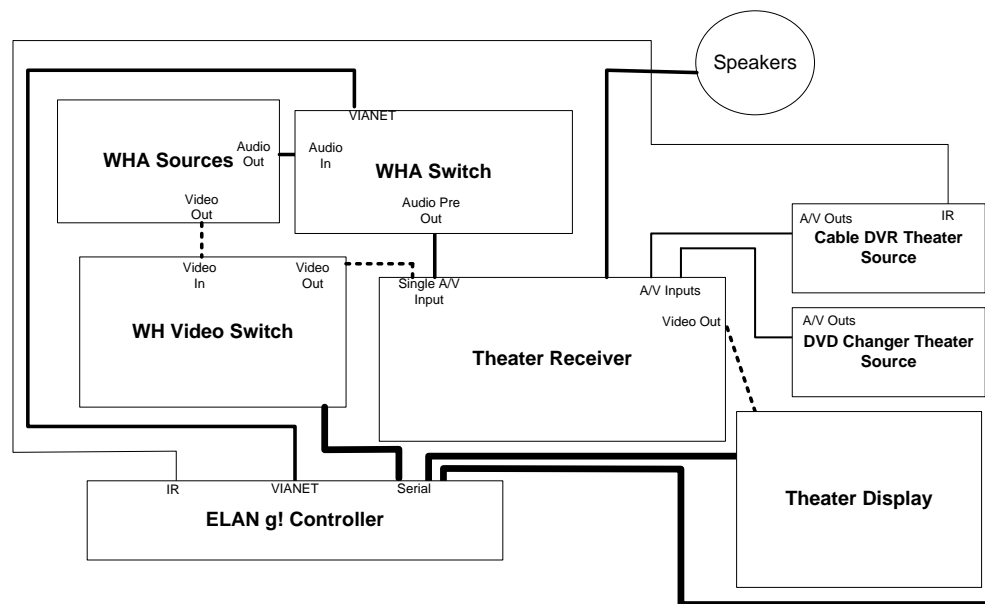 Speakers
VIANET
WHA Sources
Audio
Out
Audio
In
WHA Switch
Video
Out
Audio Pre
Out
A/V Outs
IR
Cable DVR Theater
Source
Video
In
Video
Out
Single A/V
Input
A/V Inputs
Video Out
WH Video Switch
Theater Receiver
A/V Outs
DVD Changer Theater
Source
IR
VIANET
Serial
ELAN g! Controller
Theater Display